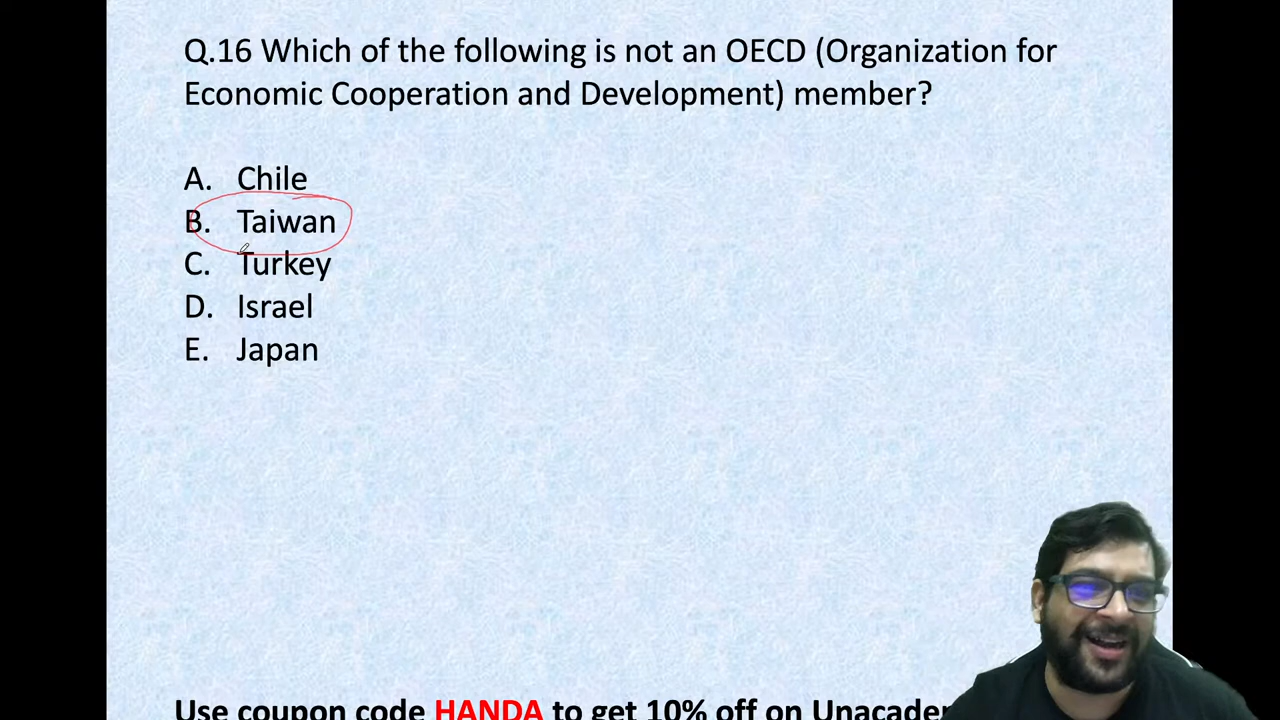 Q.16 Which of the following is not an OECD (Organization for
Economic Cooperation and Development) member?
A. Chile
B. Taiwan
C. Turkey
D. Israel
E. Japan
Use coupon code HANDA to get 10% off on